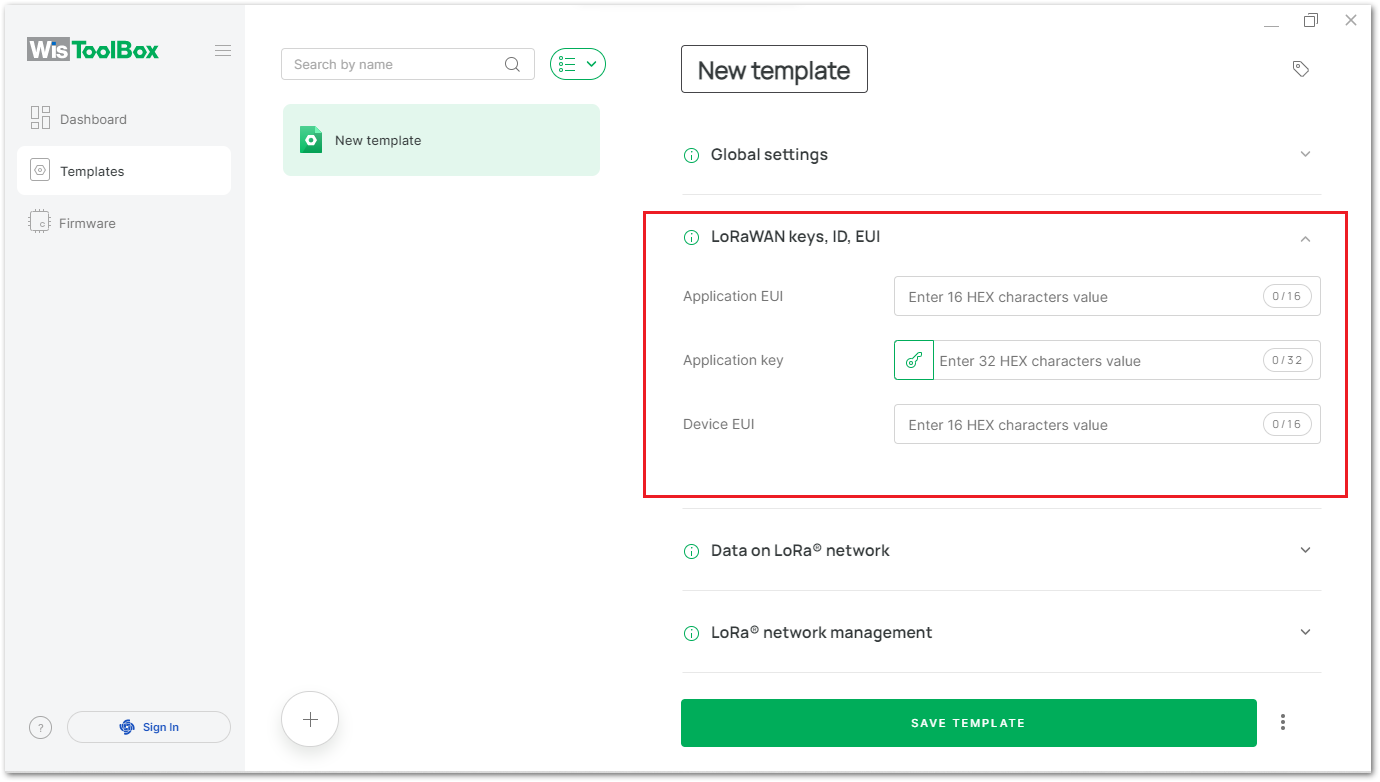 WisToolBox
Dashboard
Templates
Firmware
?
Sign In
Search by name
New template
New template
Global settings
LoRaWAN keys, ID, EUI
Application EUI
Enter 16 HEX characters value
0/16
Application key
Enter 32 HEX characters value
0/32
Device EUI
Enter 16 HEX characters value
0/16
Data on LoRa® network
LoRa® network management
SAVE TEMPLATE